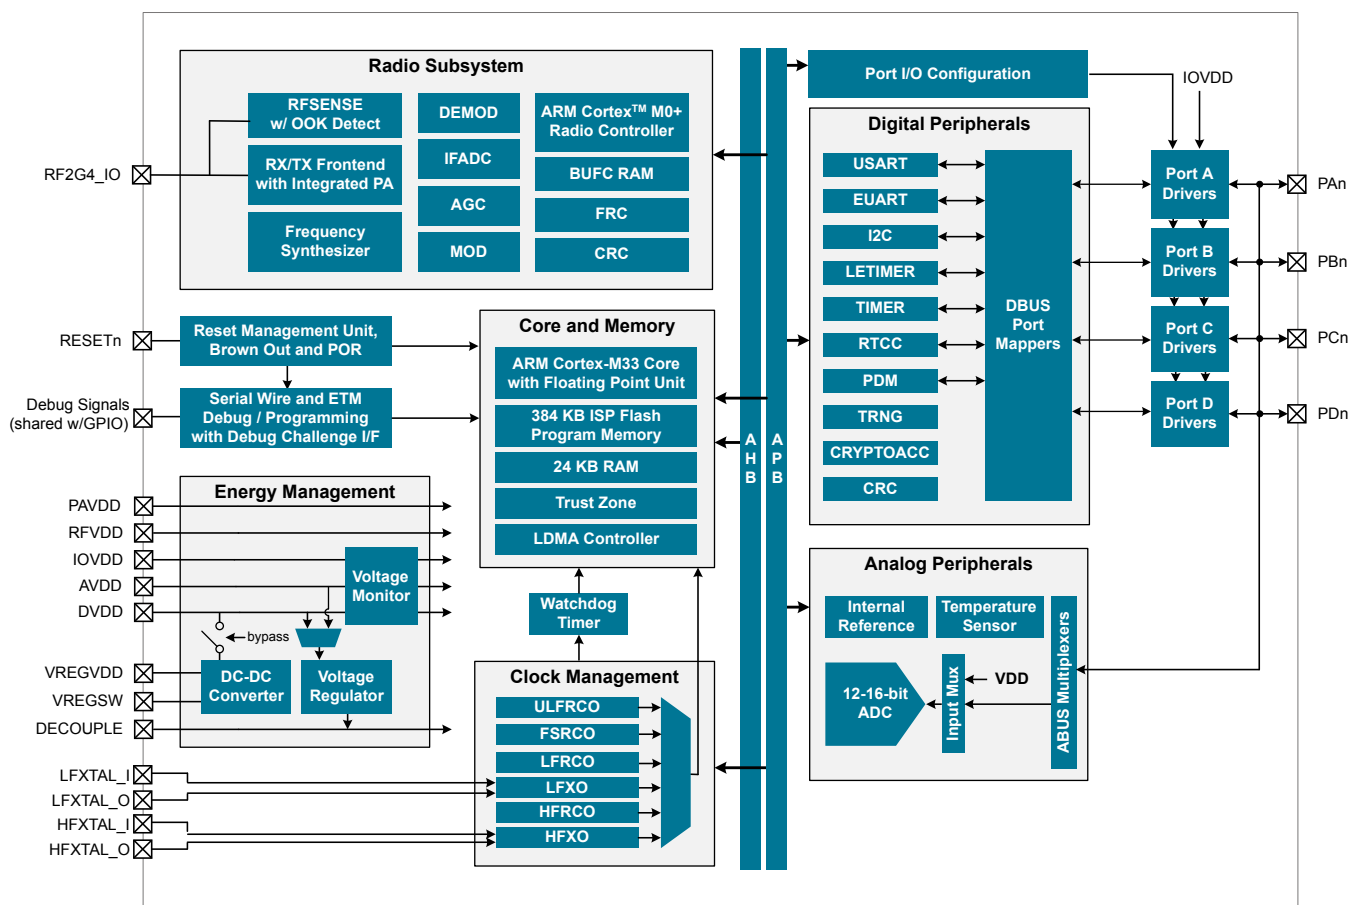 Radio Subsystem
RFSENSE
w/ OOK Detect
RX/TX Frontend
with Integrated PA
Frequency
Synthesizer
DEMOD
IFADC
AGC
MOD
ARM Cortex™ M0+
Radio Controller
BUFC RAM
FRC
CRC
RF2G4_IO
RESETn
Reset Management Unit,
Brown Out and POR
Debug Signals
(shared w/GPIO)
Serial Wire and ETM
Debug / Programming
with Debug Challenge I/F
Core and Memory
ARM Cortex-M33 Core
with Floating Point Unit
384 KB ISP Flash
Program Memory
24 KB RAM
Trust Zone
LDMA Controller
Energy Management
PAVDD
RFVDD
IOVDD
AVDD
DVDD
Voltage
Monitor
bypass
VREGVDD
VREGSW
DECOUPLE
DC-DC
Converter
Voltage
Regulator
Watchdog
Timer
Clock Management
ULFRCO
FSRCO
LFRCO
LFXO
HFRCO
HFXO
LFXTAL_I
LFXTAL_O
HFXTAL_I
HFXTAL_O
A
H
B
A
P
B
Port I/O Configuration
IOVDD
Digital Peripherals
USART
EUART
I2C
LETIMER
TIMER
RTCC
PDM
TRNG
CRYPTOACC
CRC
DBUS
Port
Mappers
Port A
Drivers
Port B
Drivers
Port C
Drivers
Port D
Drivers
PAn
PBn
PCn
PDn
Analog Peripherals
Internal
Reference
Temperature
Sensor
12-16-bit
ADC
Input Mux
VDD
ABUS Multiplexers